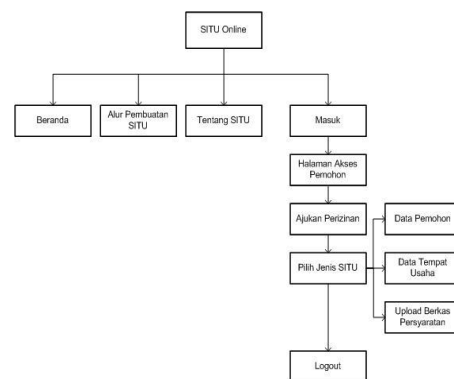 SITU Online
Beranda
Alur Pembuatan
SITU
Tentang SITU
Masuk
Halaman Akses
Pemohon
Ajukan Perizinan
Data Pemohon
Pilih Jenis SITU
Data Tempat
Usaha
Upload Berkas
Persyaratan
Logout